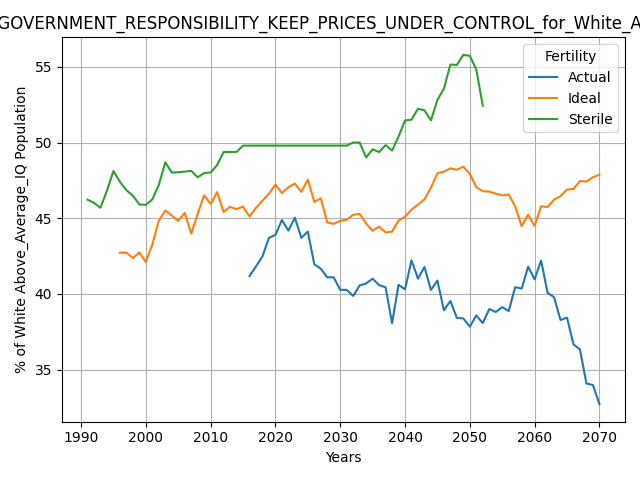 GOVERNMENT_RESPONSIBILITY_KEEP_PRICES_UNDER_CONTROL_for_White_A
Fertility
Actual
Ideal
Sterile
% of White Above_Average_IQ Population
55
50
45
40
35
1990 2000 2010 2020 2030 2040 2050 2060 2070
Years